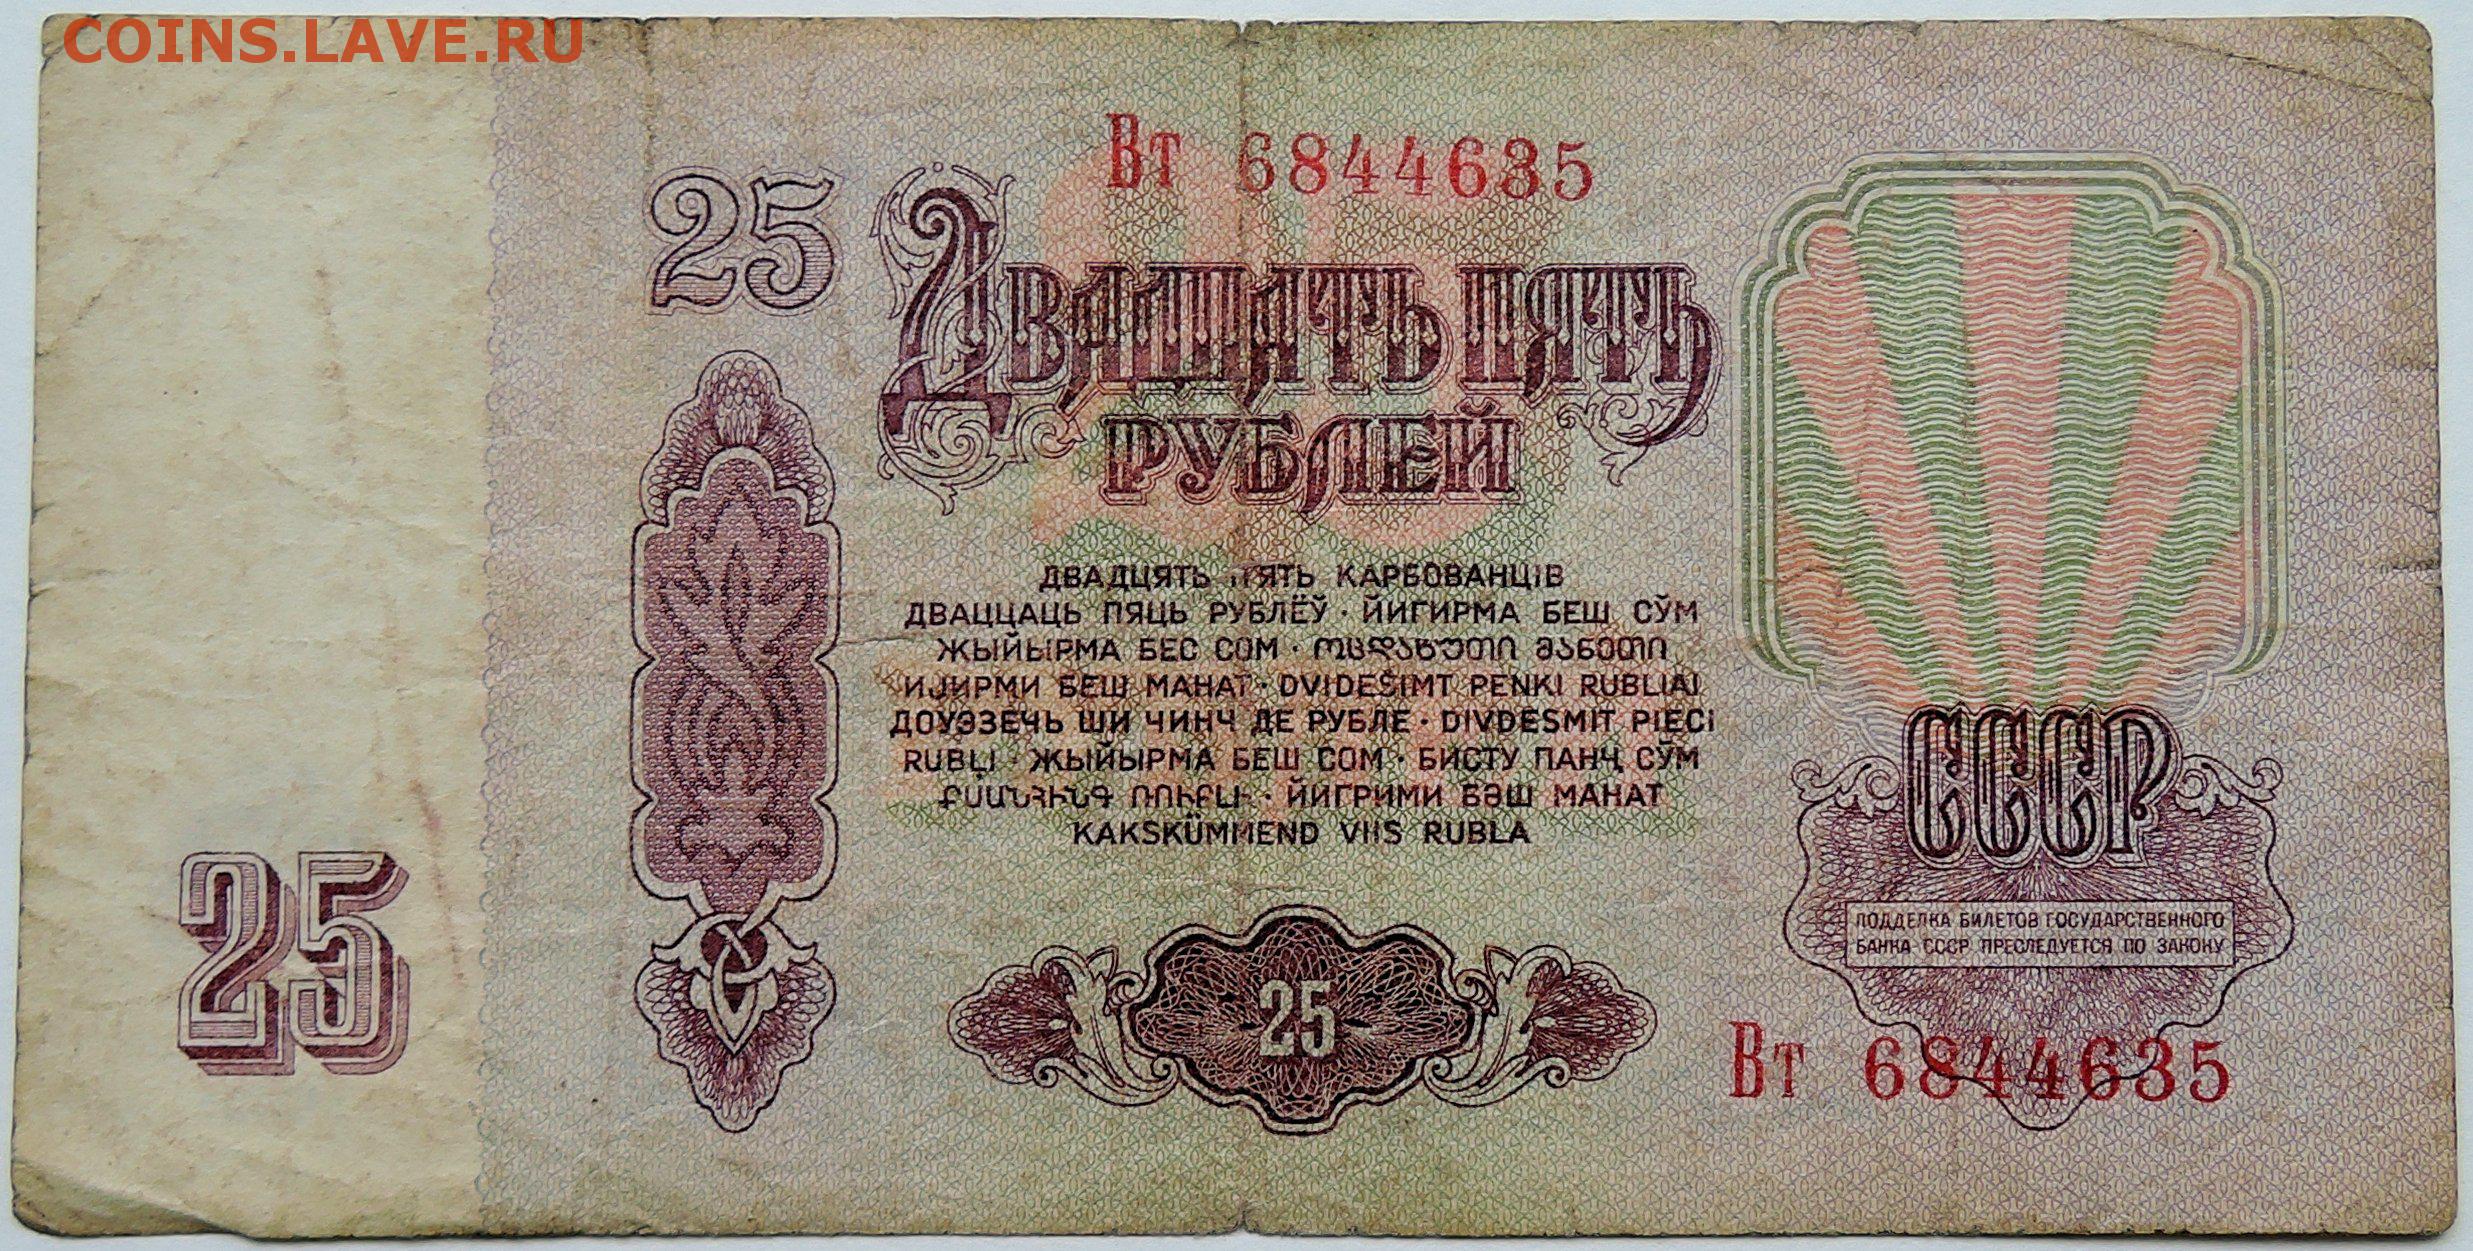 COINS.LAVE.RU
Вт 6844635
25
Двадцать пять
рублей
ДВАДЦЯТЬ П'ЯТЬ КАРБОВАНЦІВ
ДВАЦЦАЦЬ ПЯЦЬ РУБЛЁЎ · ЙИГИРМА БЕШ СЎМ
ЖЫЙЫРМА БЕС СОМ · ᲝᲪᲓᲐᲮᲣᲗᲘ ᲛᲐᲜᲔᲗᲘ
ИЈИРМИ БЕШ МАНАТ · DVIDEŠIMT PENKI RUBLIAI
ДОУЭЗЕЧЬ ШИ ЧИНЧ ДЕ РУБЛЕ · DIVDESMIT PIECI
RUBĻI · ЖЫЙЫРМА БЕШ СОМ · БИСТУ ПАНҶ СЎМ
ՔՍԱՆՀԻՆԳ ՌՈՒԲԼԻ · ЙИГРИМИ БӘШ МАНАТ
KAKSKÜMMEND VIIS RUBLA
СССР
ПОДДЕЛКА БИЛЕТОВ ГОСУДАРСТВЕННОГО
БАНКА СССР ПРЕСЛЕДУЕТСЯ ПО ЗАКОНУ
25
25
Вт 6844635